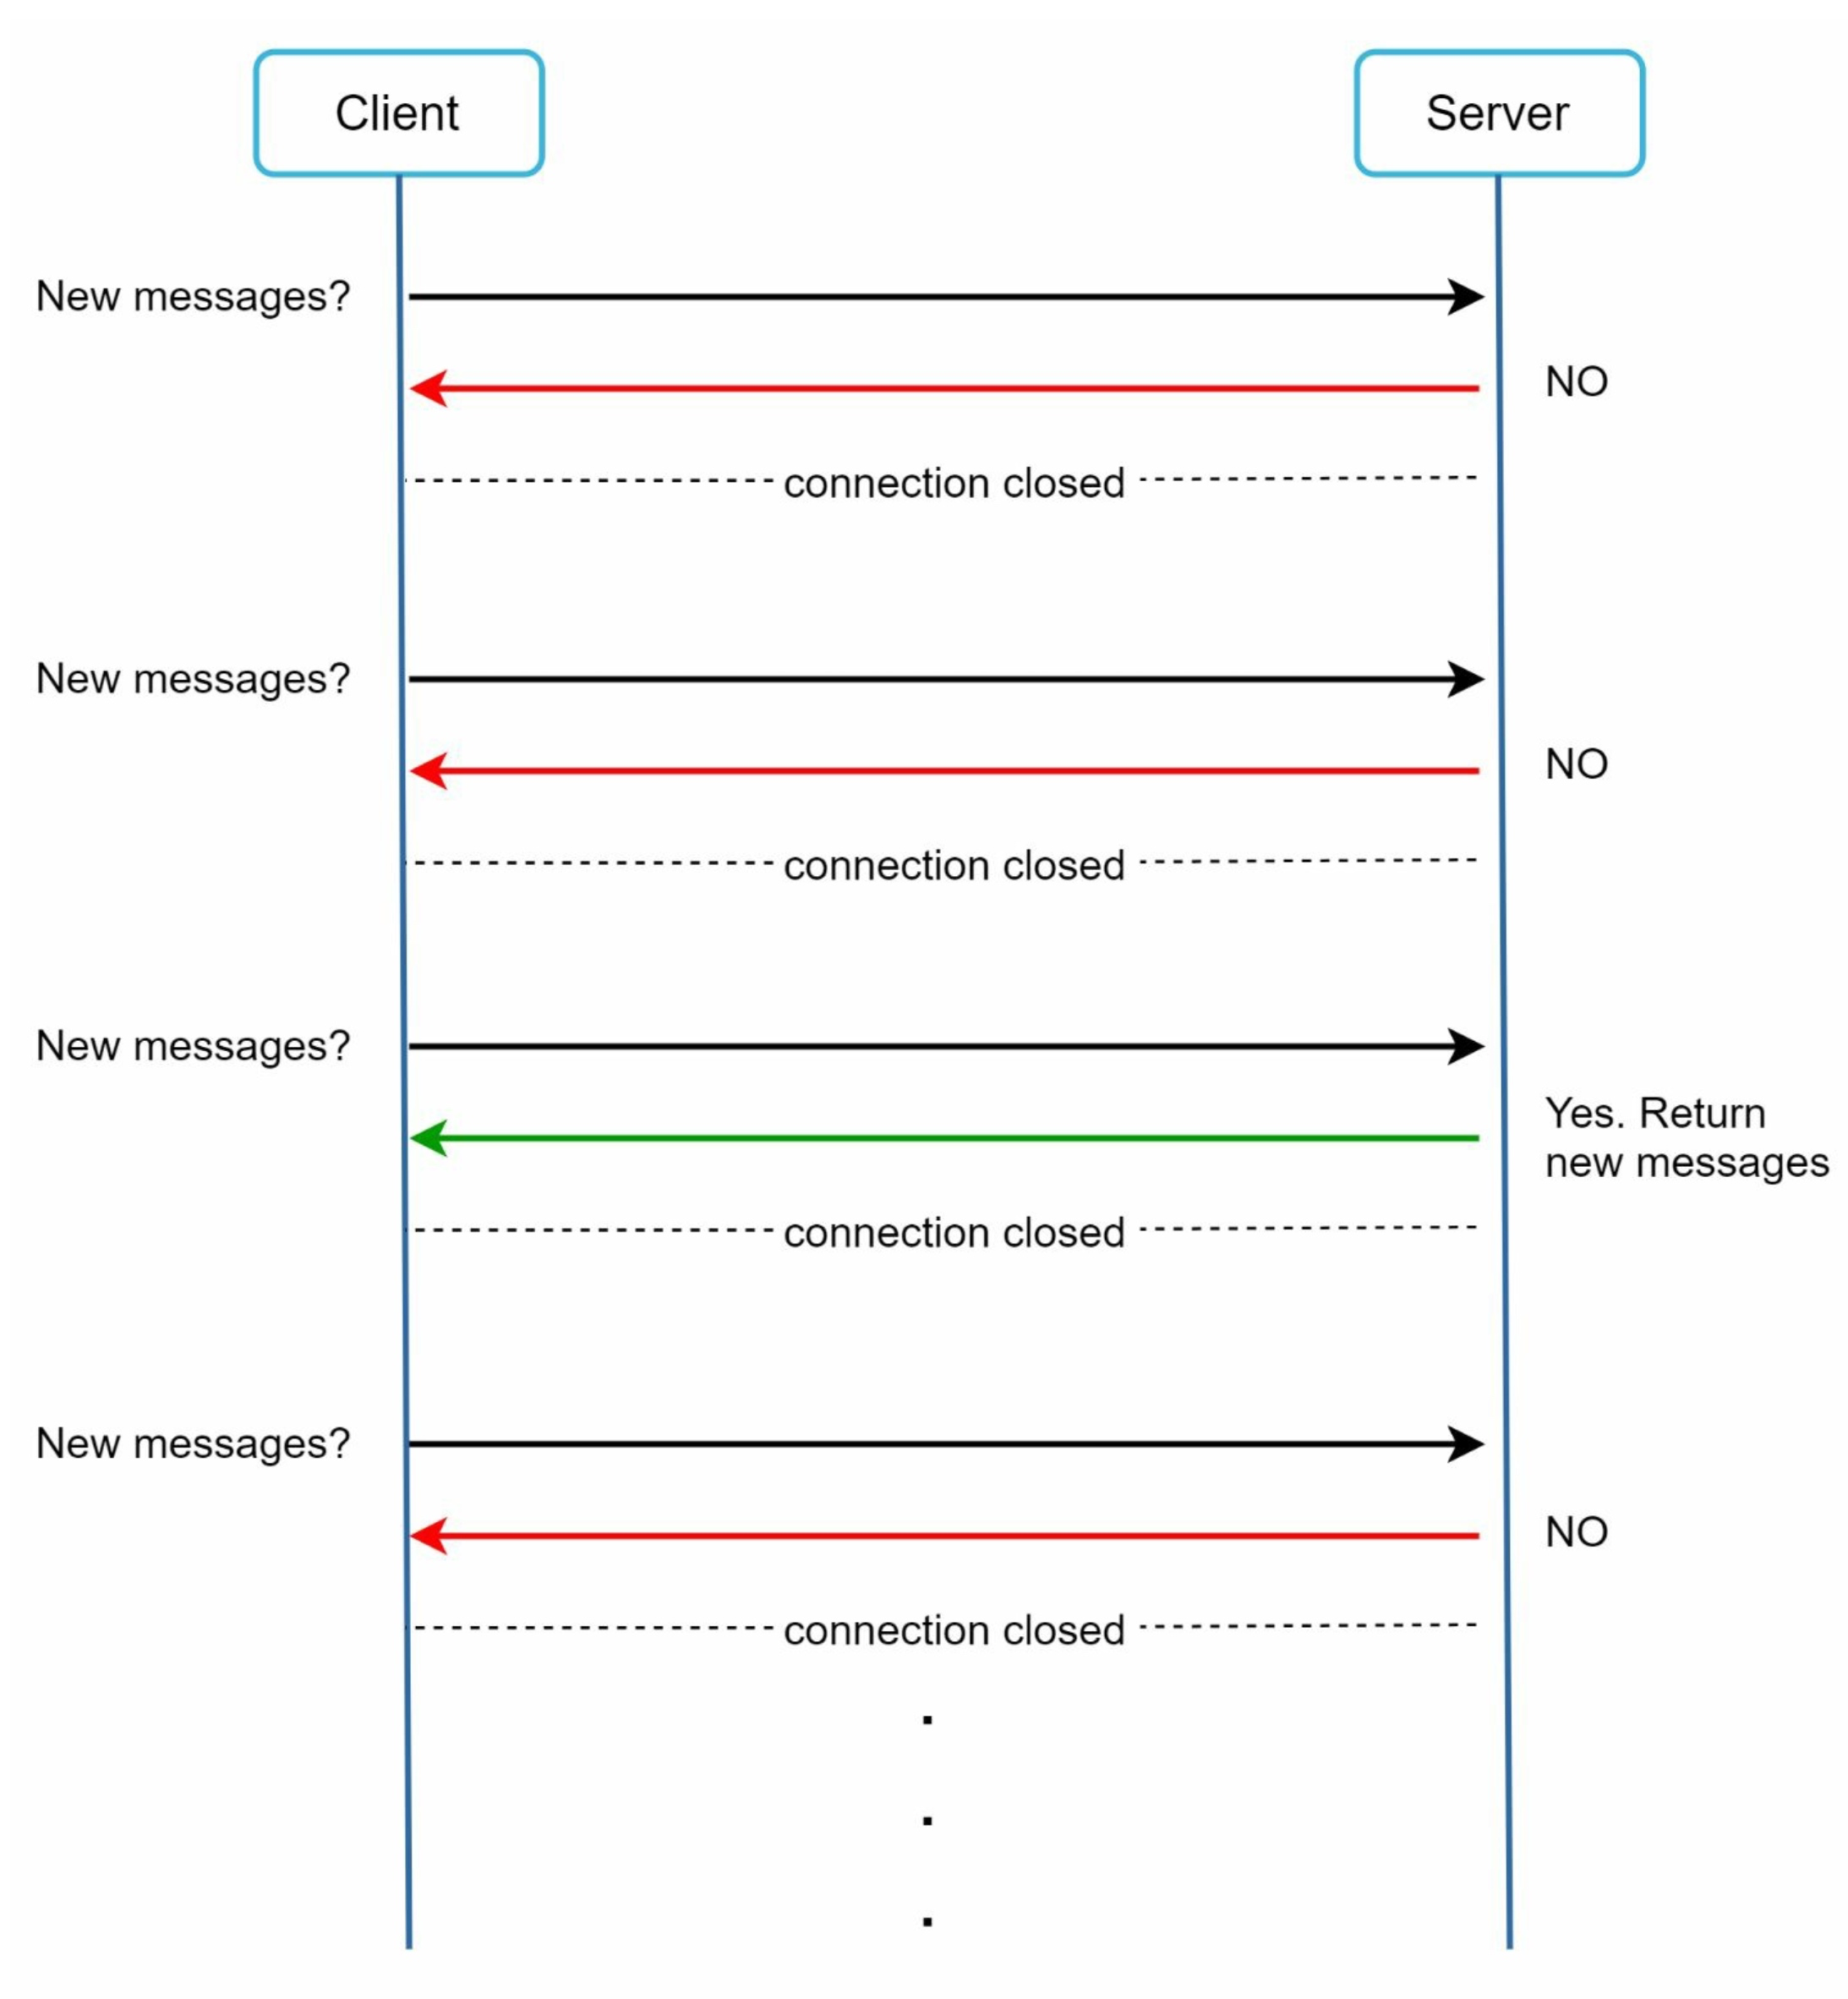 Client
Server
New messages?
NO
connection closed
New messages?
NO
connection closed
New messages?
Yes. Return
new messages
connection closed
New messages?
NO
connection closed